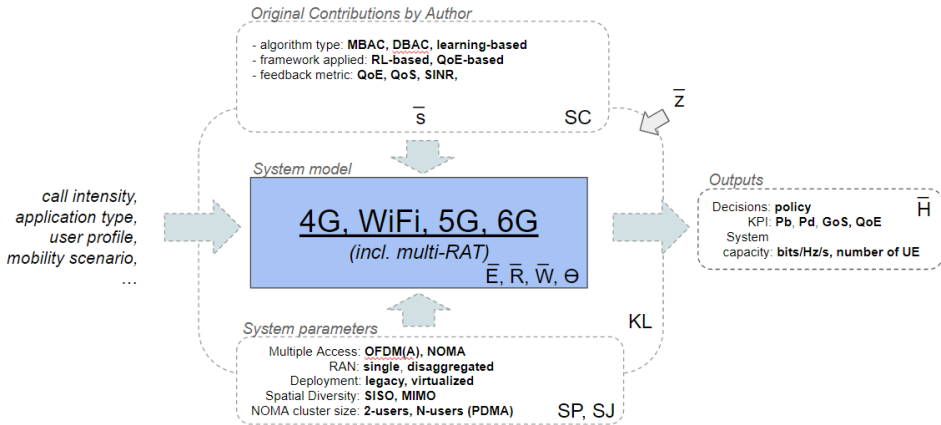 Original Contributions by Author
- algorithm type: MBAC, DBAC, learning-based
- framework applied: RL-based, QoE-based
- feedback metric: QoE, QoS, SINR,
s̅
SC
z̅
System model
4G, WiFi, 5G, 6G
(incl. multi-RAT)
E̅, R̅, W̅, Θ
call intensity,
application type,
user profile,
mobility scenario,
...
Outputs
Decisions: policy
H̅
KPI: Pb, Pd, GoS, QoE
System
capacity: bits/Hz/s, number of UE
KL
System parameters
Multiple Access: OFDM(A), NOMA
RAN: single, disaggregated
Deployment: legacy, virtualized
Spatial Diversity: SISO, MIMO
NOMA cluster size: 2-users, N-users (PDMA)
SP, SJ